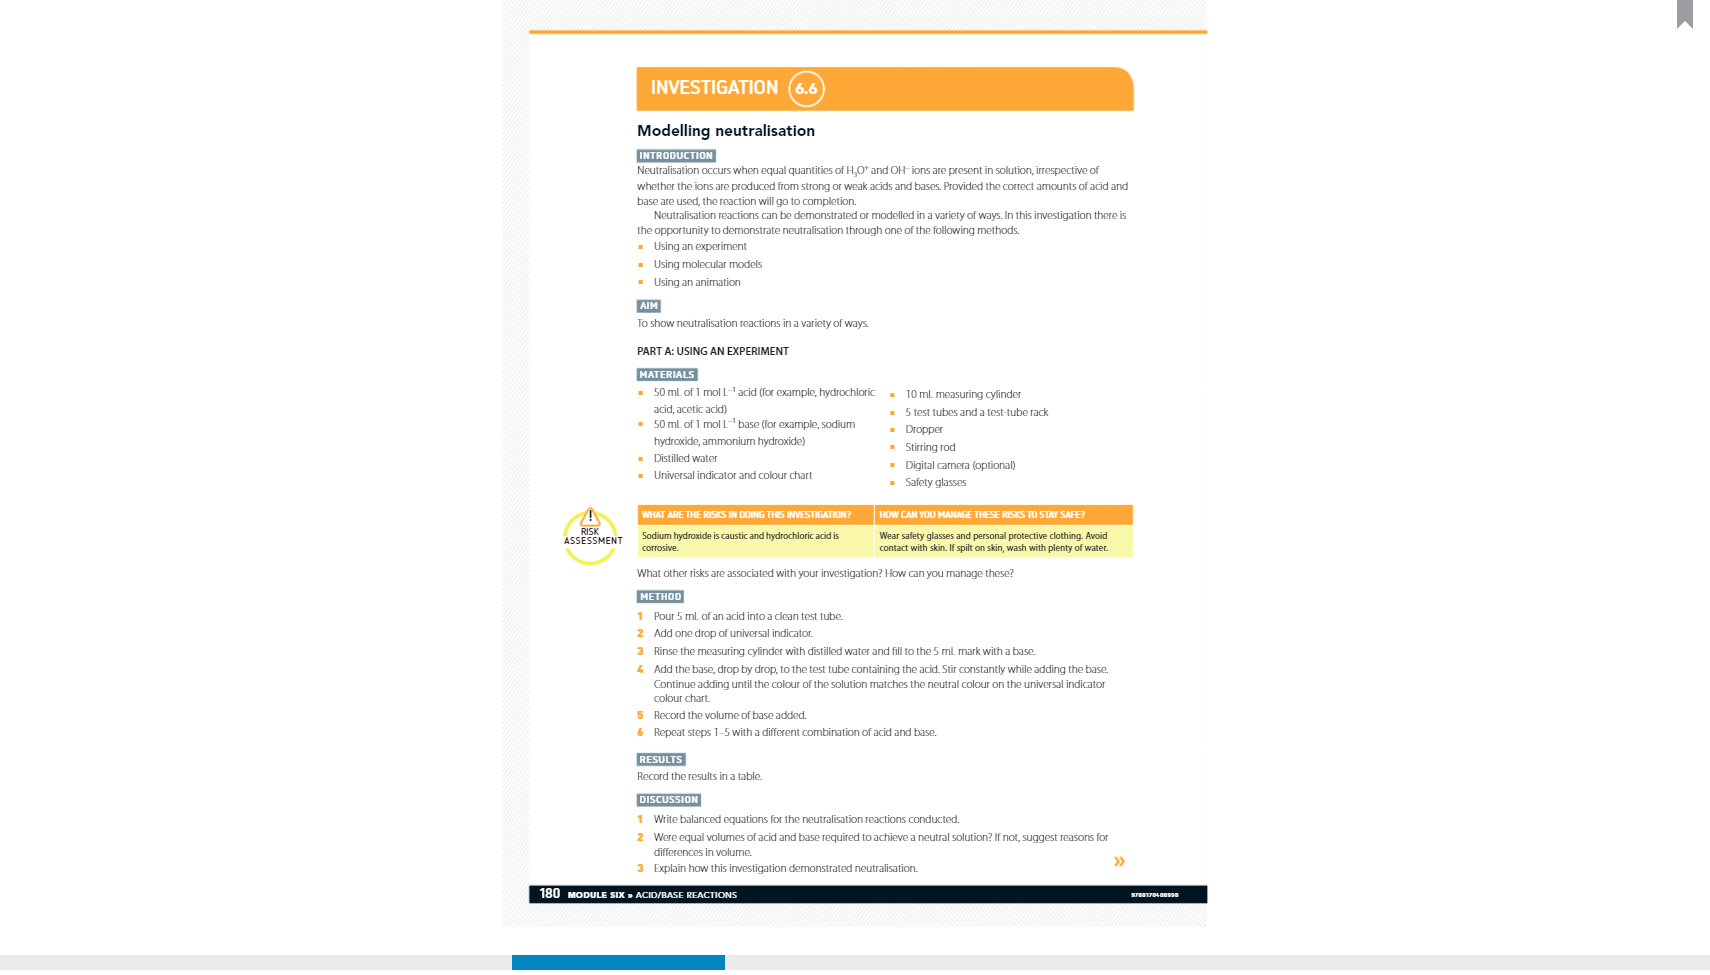 INVESTIGATION 6.6
Modelling neutralisation
INTRODUCTION
Neutralisation occurs when equal quantities of H₃O⁺ and OH⁻ ions are present in solution, irrespective of
whether the ions are produced from strong or weak acids and bases. Provided the correct amounts of acid and
base are used, the reaction will go to completion.
Neutralisation reactions can be demonstrated or modelled in a variety of ways. In this investigation there is
the opportunity to demonstrate neutralisation through one of the following methods.
▪ Using an experiment
▪ Using molecular models
▪ Using an animation
AIM
To show neutralisation reactions in a variety of ways.
PART A: USING AN EXPERIMENT
MATERIALS
▪ 50 mL of 1 mol L⁻¹ acid (for example, hydrochloric
acid, acetic acid)
▪ 50 mL of 1 mol L⁻¹ base (for example, sodium
hydroxide, ammonium hydroxide)
▪ Distilled water
▪ Universal indicator and colour chart
▪ 10 mL measuring cylinder
▪ 5 test tubes and a test-tube rack
▪ Dropper
▪ Stirring rod
▪ Digital camera (optional)
▪ Safety glasses
!
RISK
ASSESSMENT
WHAT ARE THE RISKS IN DOING THIS INVESTIGATION?
Sodium hydroxide is caustic and hydrochloric acid is
corrosive.
HOW CAN YOU MANAGE THESE RISKS TO STAY SAFE?
Wear safety glasses and personal protective clothing. Avoid
contact with skin. If spilt on skin, wash with plenty of water.
What other risks are associated with your investigation? How can you manage these?
METHOD
1 Pour 5 mL of an acid into a clean test tube.
2 Add one drop of universal indicator.
3 Rinse the measuring cylinder with distilled water and fill to the 5 mL mark with a base.
4 Add the base, drop by drop, to the test tube containing the acid. Stir constantly while adding the base.
Continue adding until the colour of the solution matches the neutral colour on the universal indicator
colour chart.
5 Record the volume of base added.
6 Repeat steps 1–5 with a different combination of acid and base.
RESULTS
Record the results in a table.
DISCUSSION
1 Write balanced equations for the neutralisation reactions conducted.
2 Were equal volumes of acid and base required to achieve a neutral solution? If not, suggest reasons for
differences in volume.
3 Explain how this investigation demonstrated neutralisation.
»
180 MODULE SIX » ACID/BASE REACTIONS
9780170408998